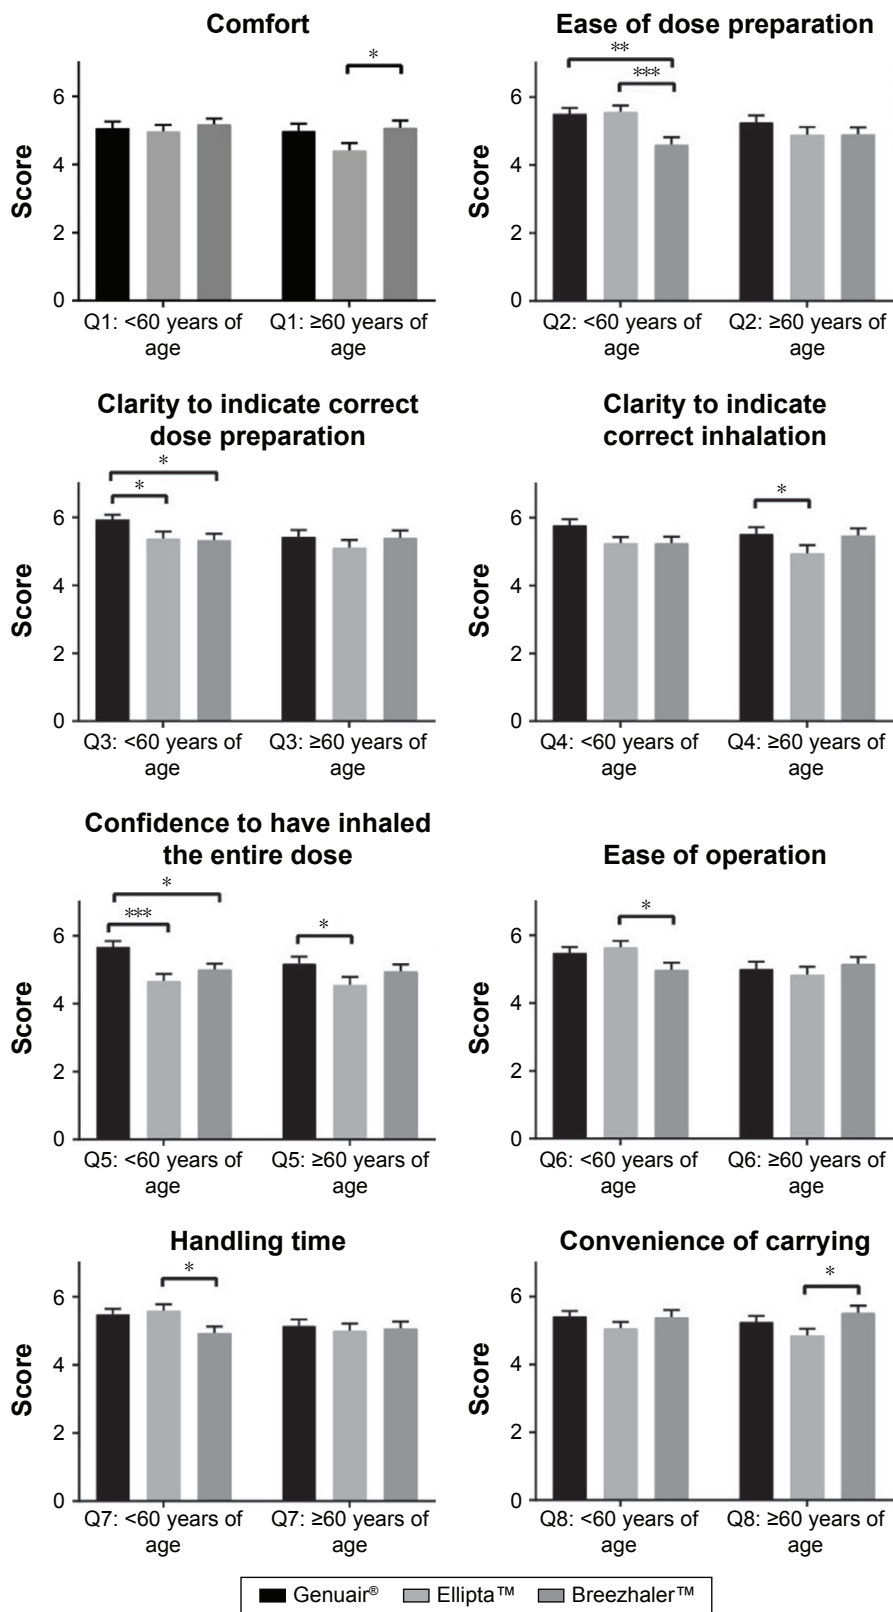 Comfort
*
6
4
2
0
Score
Q1: <60 years of
age
Q1: ≥60 years of
age
Ease of dose preparation
**
***
6
4
2
0
Score
Q2: <60 years of
age
Q2: ≥60 years of
age
Clarity to indicate correct
dose preparation
*
*
6
4
2
0
Score
Q3: <60 years of
age
Q3: ≥60 years of
age
Clarity to indicate
correct inhalation
*
6
4
2
0
Score
Q4: <60 years of
age
Q4: ≥60 years of
age
Confidence to have inhaled
the entire dose
*
***
*
6
4
2
0
Score
Q5: <60 years of
age
Q5: ≥60 years of
age
Ease of operation
*
6
4
2
0
Score
Q6: <60 years of
age
Q6: ≥60 years of
age
Handling time
*
6
4
2
0
Score
Q7: <60 years of
age
Q7: ≥60 years of
age
Convenience of carrying
*
6
4
2
0
Score
Q8: <60 years of
age
Q8: ≥60 years of
age
Genuair® Ellipta™ Breezhaler™